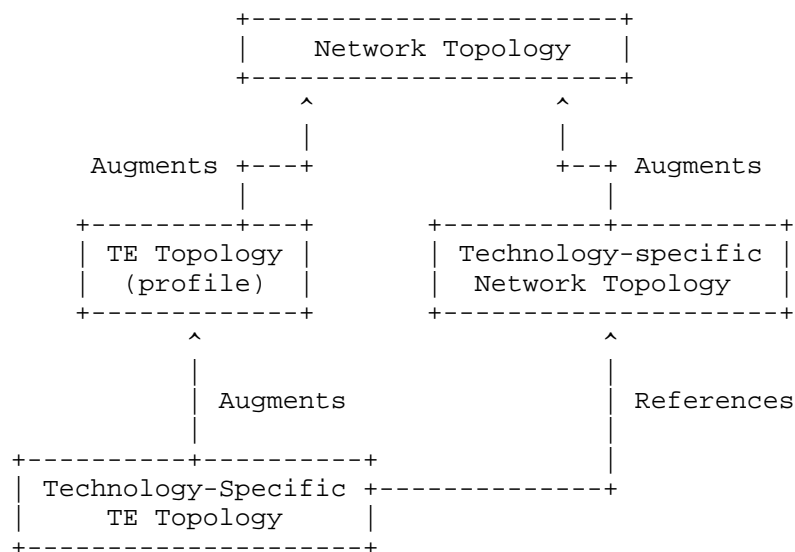 Network Topology
Augments Augments
TE Topology Technology-specific
(profile) Network Topology
Augments References
Technology-Specific
TE Topology